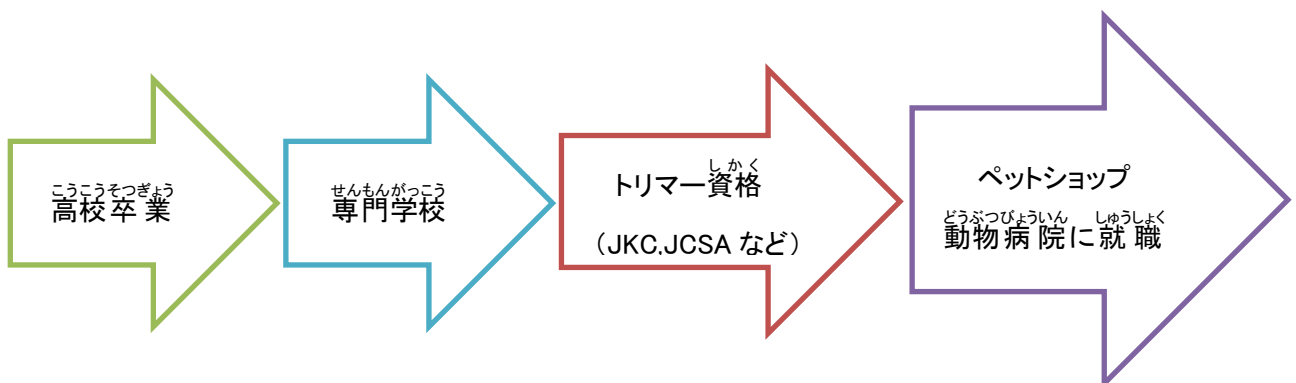 こうこうそつぎょう
高校卒業
せんもんがっこう
専門学校
しかく
トリマー資格
（JKC,JCSA など）
ペットショップ
どうぶつびょういん しゅうしょく
動物病院に就職